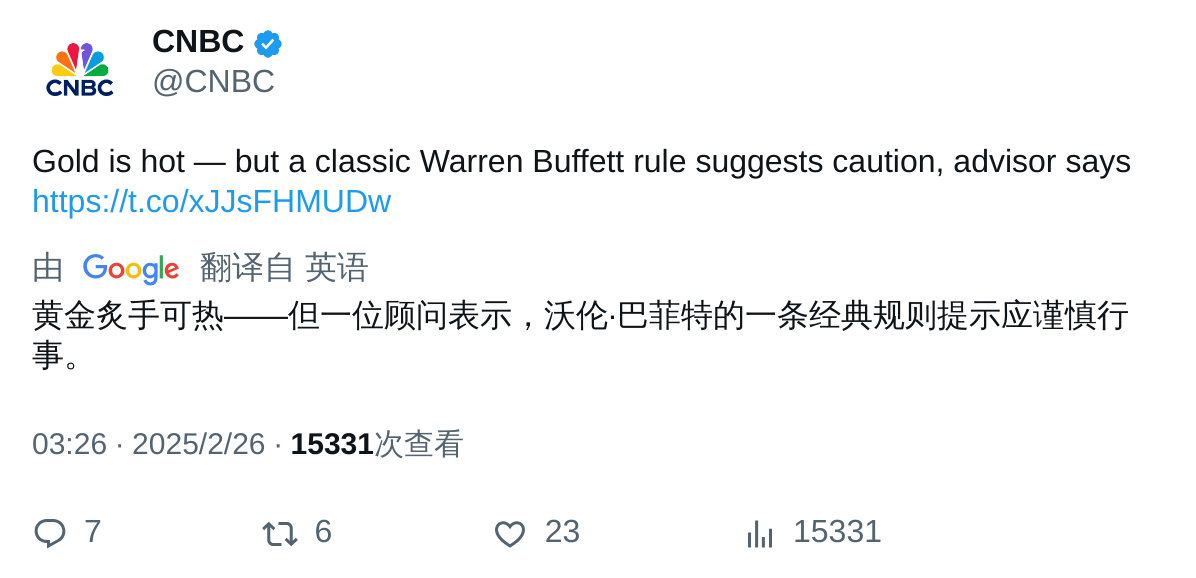 CNBC
@CNBC
CNBC
Gold is hot — but a classic Warren Buffett rule suggests caution, advisor says
https://t.co/xJJsFHMUDw
由 Google 翻译自 英语
黄金炙手可热——但一位顾问表示，沃伦·巴菲特的一条经典规则提示应谨慎行
事。
03:26 · 2025/2/26 · 15331次查看
7 6 23 15331